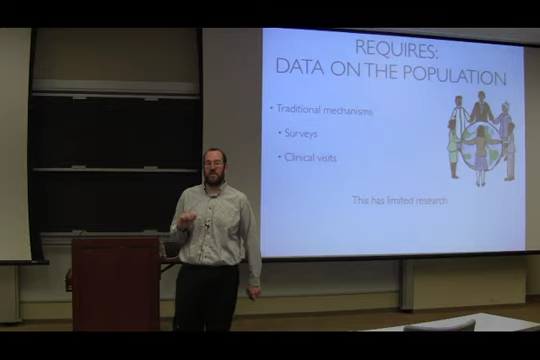 REQUIRES:
DATA ON THE POPULATION
• Traditional mechanisms
• Surveys
• Clinical visits
This has limited research